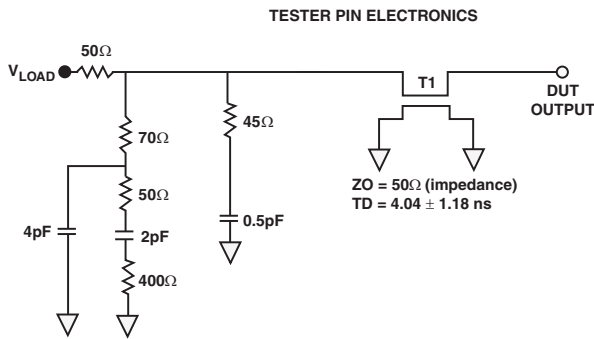 TESTER PIN ELECTRONICS
50Ω
VLOAD
T1
DUT
OUTPUT
70Ω
45Ω
50Ω
ZO = 50Ω (impedance)
TD = 4.04 ± 1.18 ns
4pF
2pF
0.5pF
400Ω